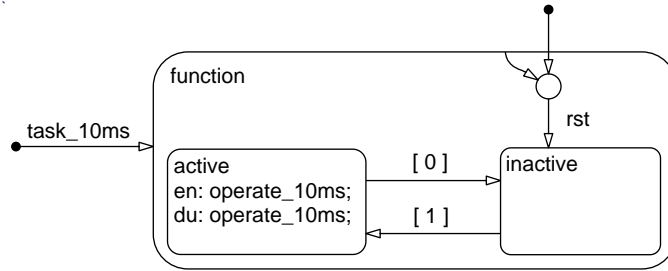 function
task_10ms
rst
active
en: operate_10ms;
du: operate_10ms;
[ 0 ]
[ 1 ]
inactive